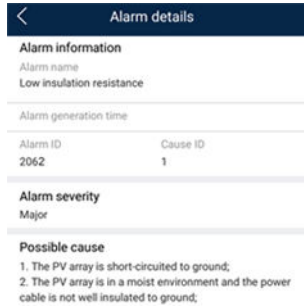 Alarm details
Alarm information
Alarm name
Low insulation resistance
Alarm generation time
Alarm ID Cause ID
2062 1
Alarm severity
Major
Possible cause
1. The PV array is short-circuited to ground;
2. The PV array is in a moist environment and the power
cable is not well insulated to ground;